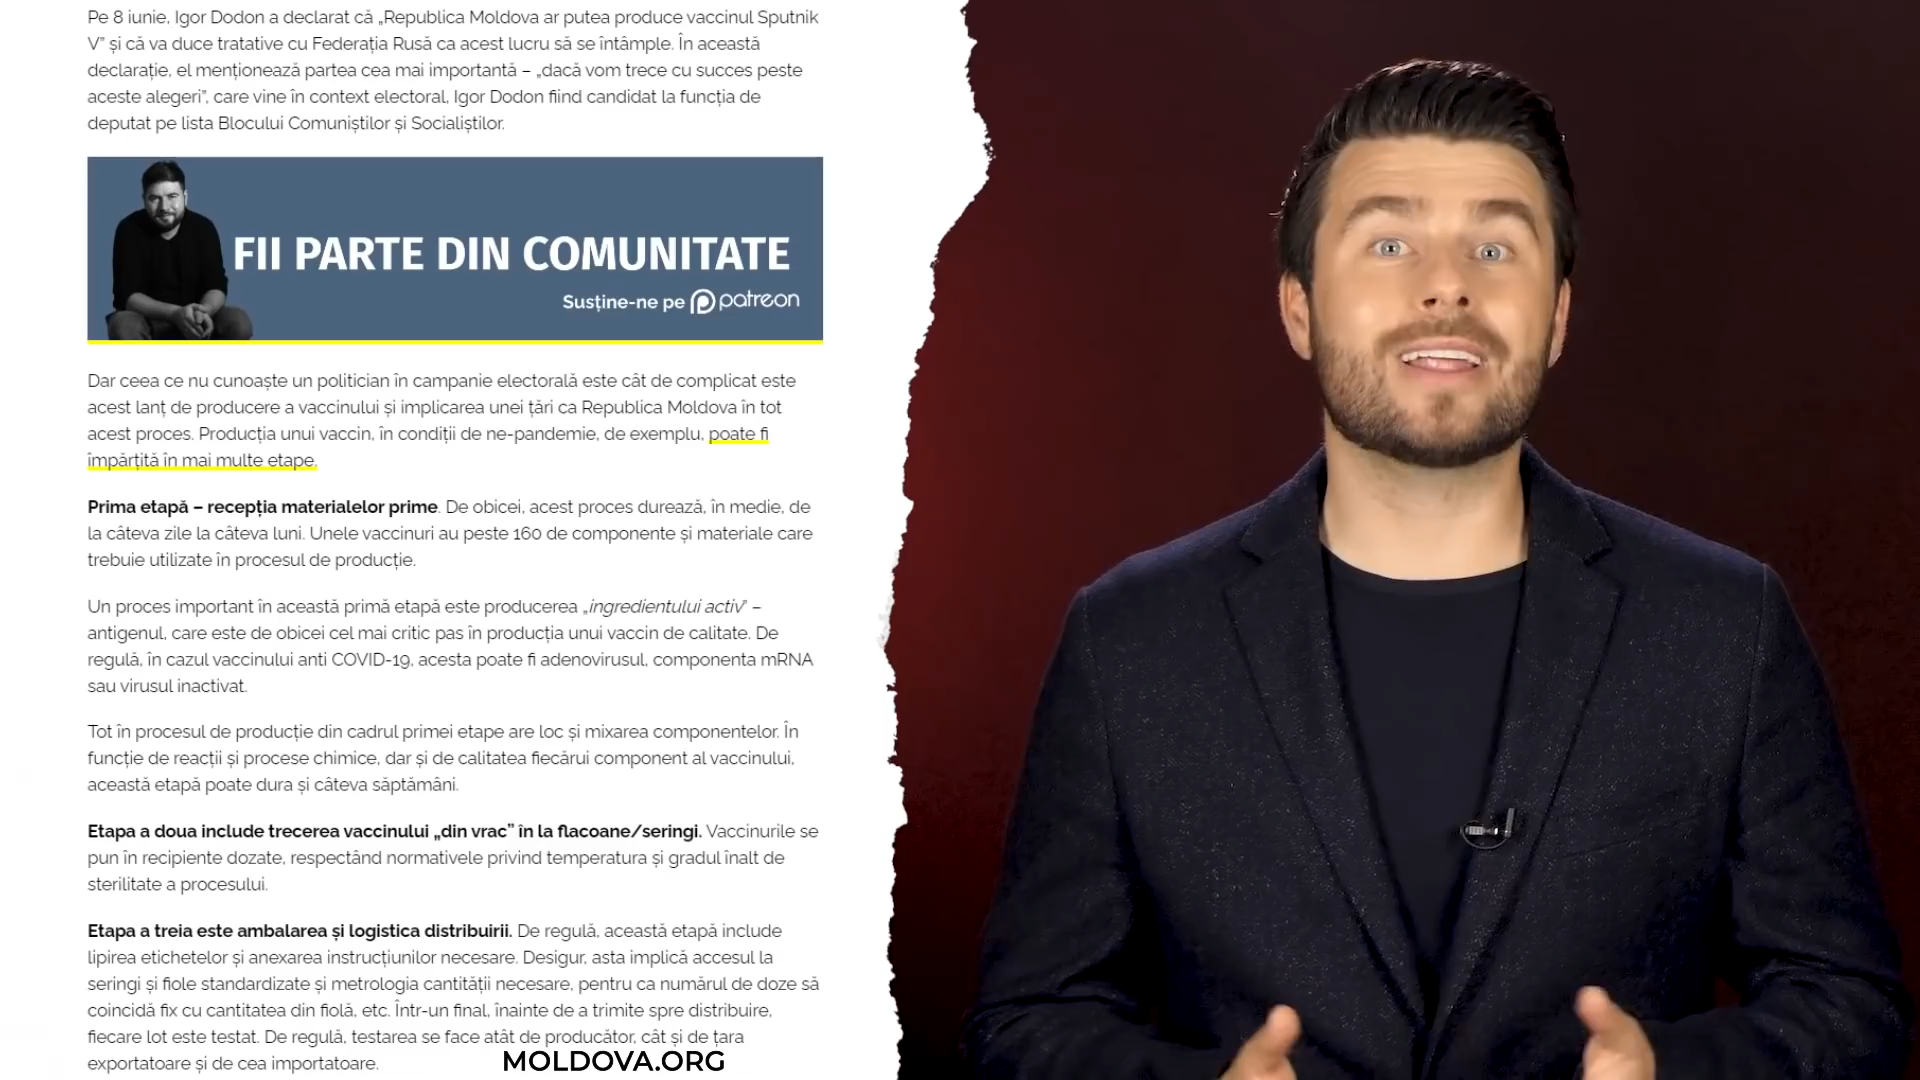 Pe 8 iunie, Igor Dodon a declarat că „Republica Moldova ar putea produce vaccinul Sputnik
V” și că va duce tratative cu Federația Rusă ca acest lucru să se întâmple. În această
declarație, el menționează partea cea mai importantă – „dacă vom trece cu succes peste
aceste alegeri”, care vine în context electoral, Igor Dodon fiind candidat la funcția de
deputat pe lista Blocului Comuniștilor și Socialiștilor.
FII PARTE DIN COMUNITATE
Susține-ne pe patreon
Dar ceea ce nu cunoaște un politician în campanie electorală este cât de complicat este
acest lanț de producere a vaccinului și implicarea unei țări ca Republica Moldova în tot
acest proces. Producția unui vaccin, în condiții de ne-pandemie, de exemplu, poate fi
împărțită în mai multe etape.
Prima etapă – recepția materialelor prime. De obicei, acest proces durează, în medie, de
la câteva zile la câteva luni. Unele vaccinuri au peste 160 de componente și materiale care
trebuie utilizate în procesul de producție.
Un proces important în această primă etapă este producerea „ingredientului activ” –
antigenul, care este de obicei cel mai critic pas în producția unui vaccin de calitate. De
regulă, în cazul vaccinului anti COVID-19, acesta poate fi adenovirusul, componenta mRNA
sau virusul inactivat.
Tot în procesul de producție din cadrul primei etape are loc și mixarea componentelor. În
funcție de reacții și procese chimice, dar și de calitatea fiecărui component al vaccinului,
această etapă poate dura și câteva săptămâni.
Etapa a doua include trecerea vaccinului „din vrac” în la flacoane/seringi. Vaccinurile se
pun în recipiente dozate, respectând normativele privind temperatura și gradul înalt de
sterilitate a procesului.
Etapa a treia este ambalarea și logistica distribuirii. De regulă, această etapă include
lipirea etichetelor și anexarea instrucțiunilor necesare. Desigur, asta implică accesul la
seringi și fiole standardizate și metrologia cantității necesare, pentru ca numărul de doze să
coincidă fix cu cantitatea din fiolă, etc. Într-un final, înainte de a trimite spre distribuire,
fiecare lot este testat. De regulă, testarea se face atât de producător, cât și de țara
exportatoare și de cea importatoare.
MOLDOVA.ORG